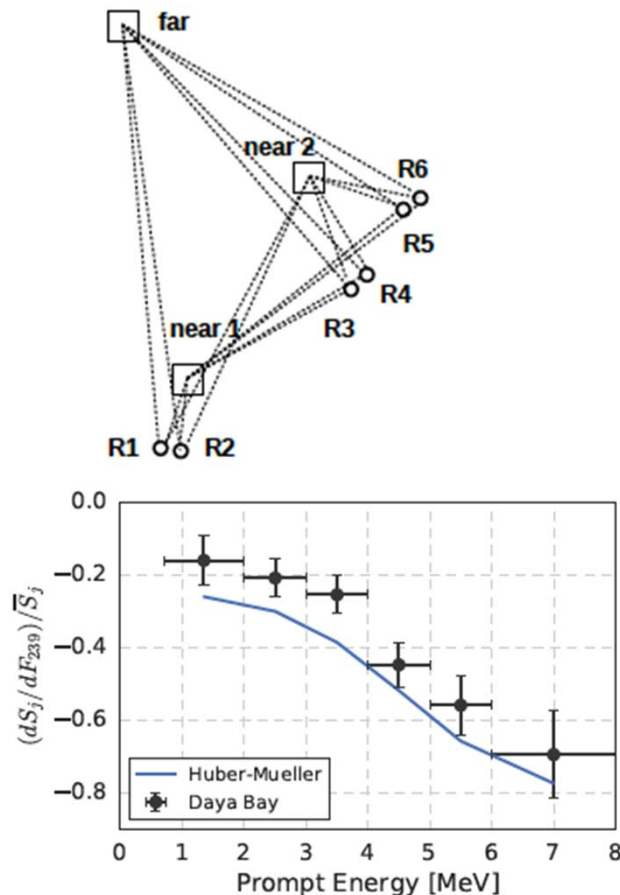 far
near 2
R6
R5
R4
R3
near 1
R1 R2
0.0
−0.2
−0.4
−0.6
−0.8
(dS_j/dF_239)/S̅_j
Huber-Mueller
Daya Bay
0 1 2 3 4 5 6 7 8
Prompt Energy [MeV]